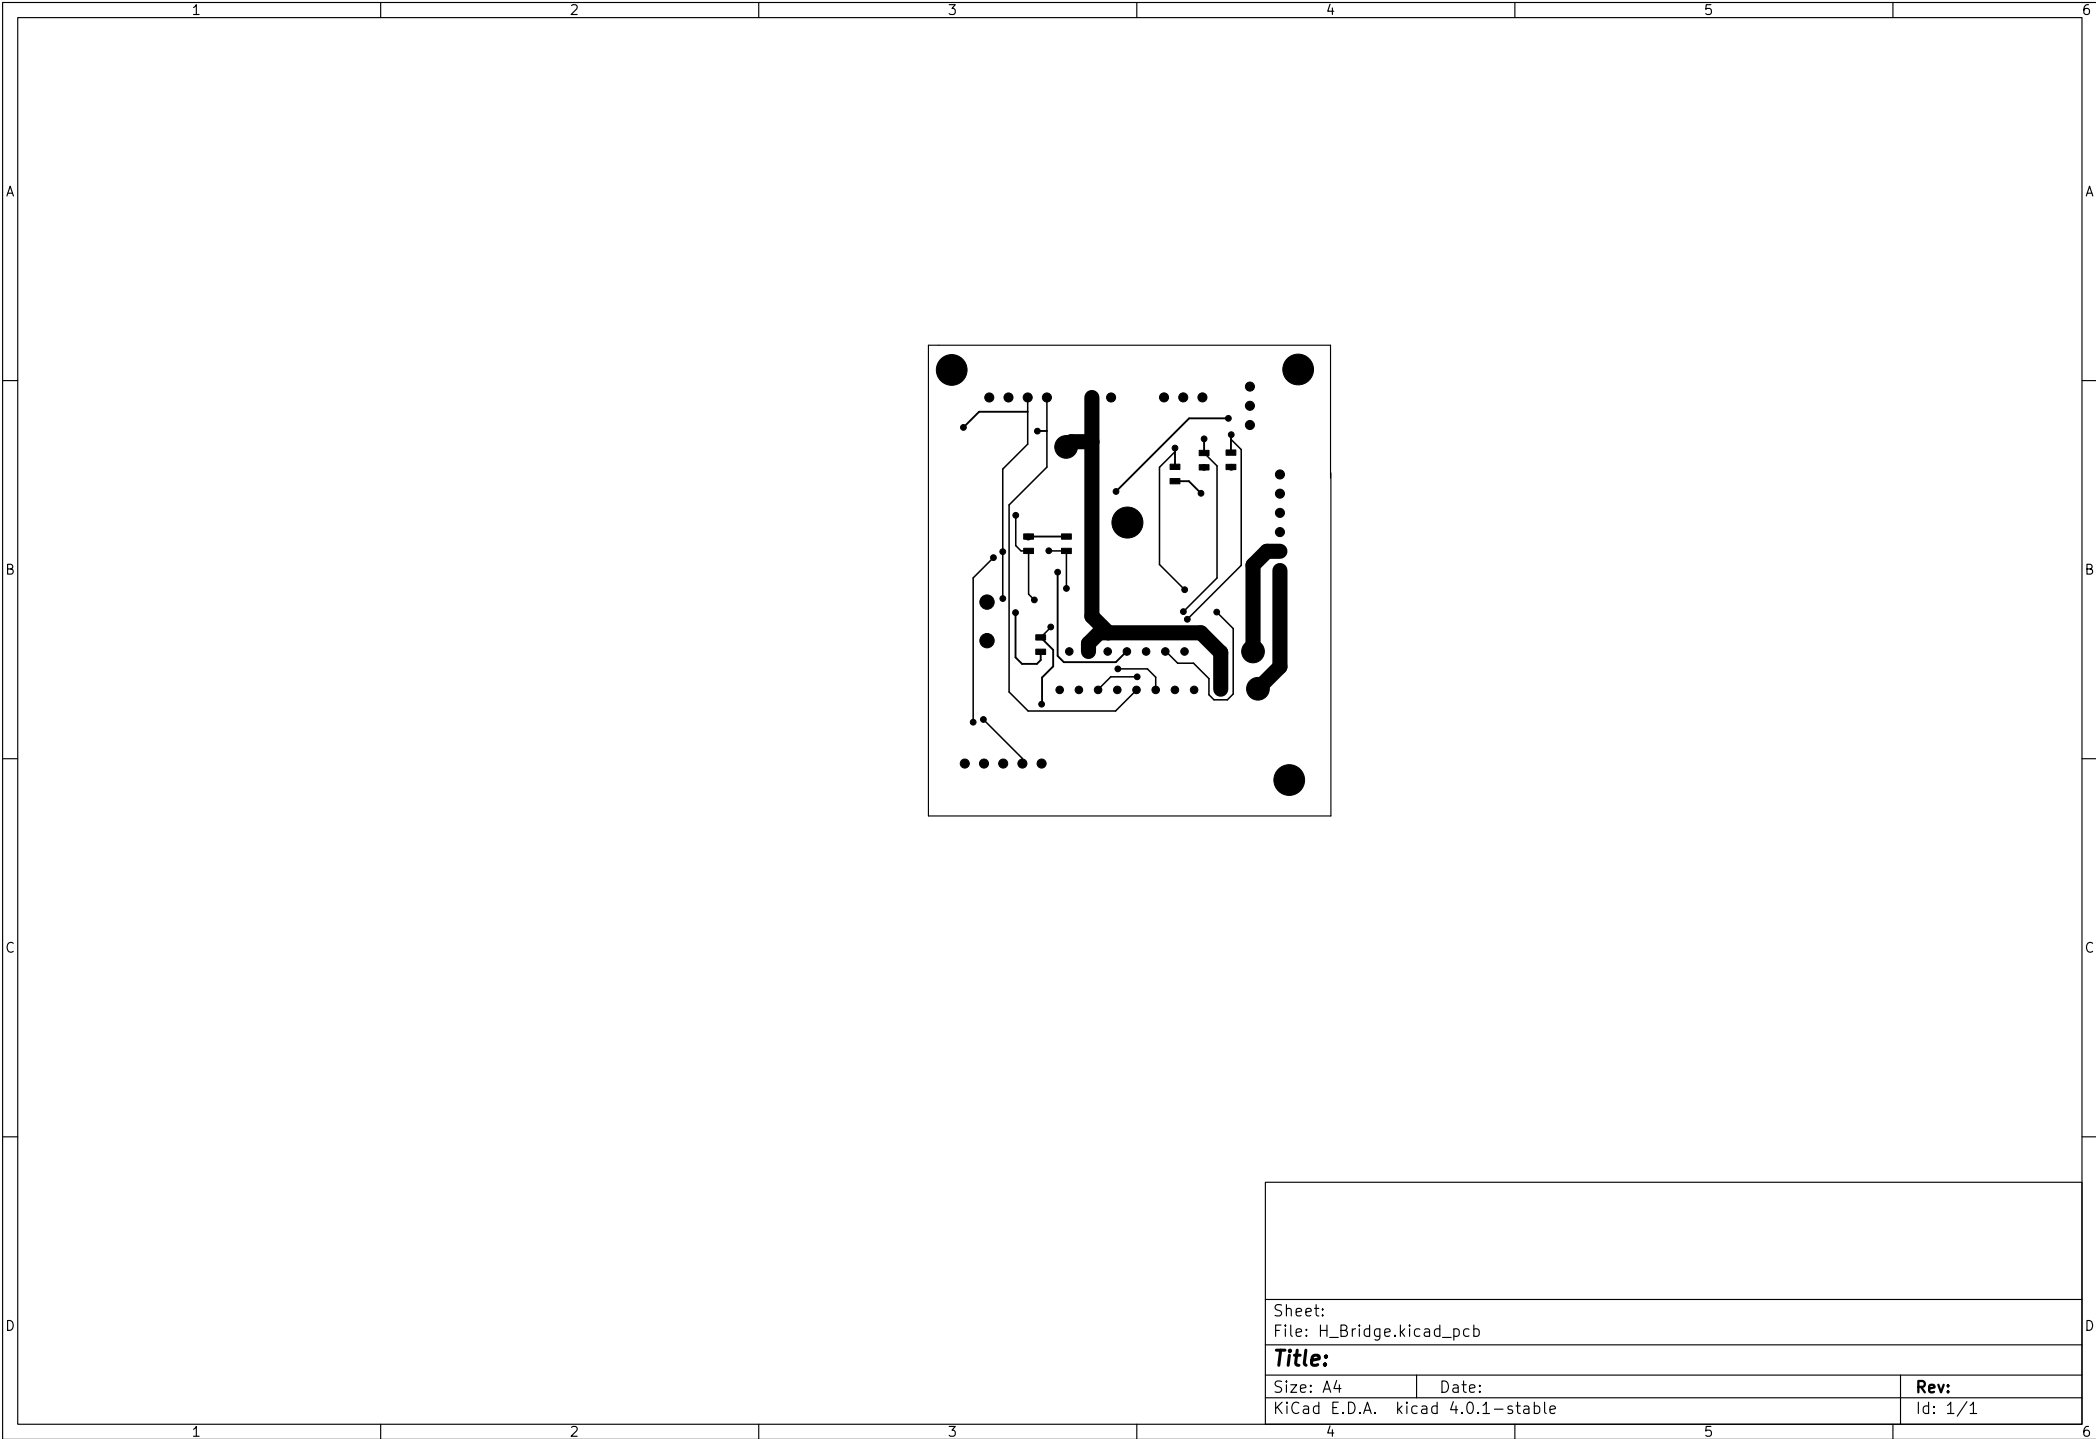 1 2 3 4 5 6
A A
B B
C C
D D
Sheet:
File: H_Bridge.kicad_pcb
Title:
Size: A4 Date: Rev:
KiCad E.D.A. kicad 4.0.1-stable Id: 1/1
1 2 3 4 5 6